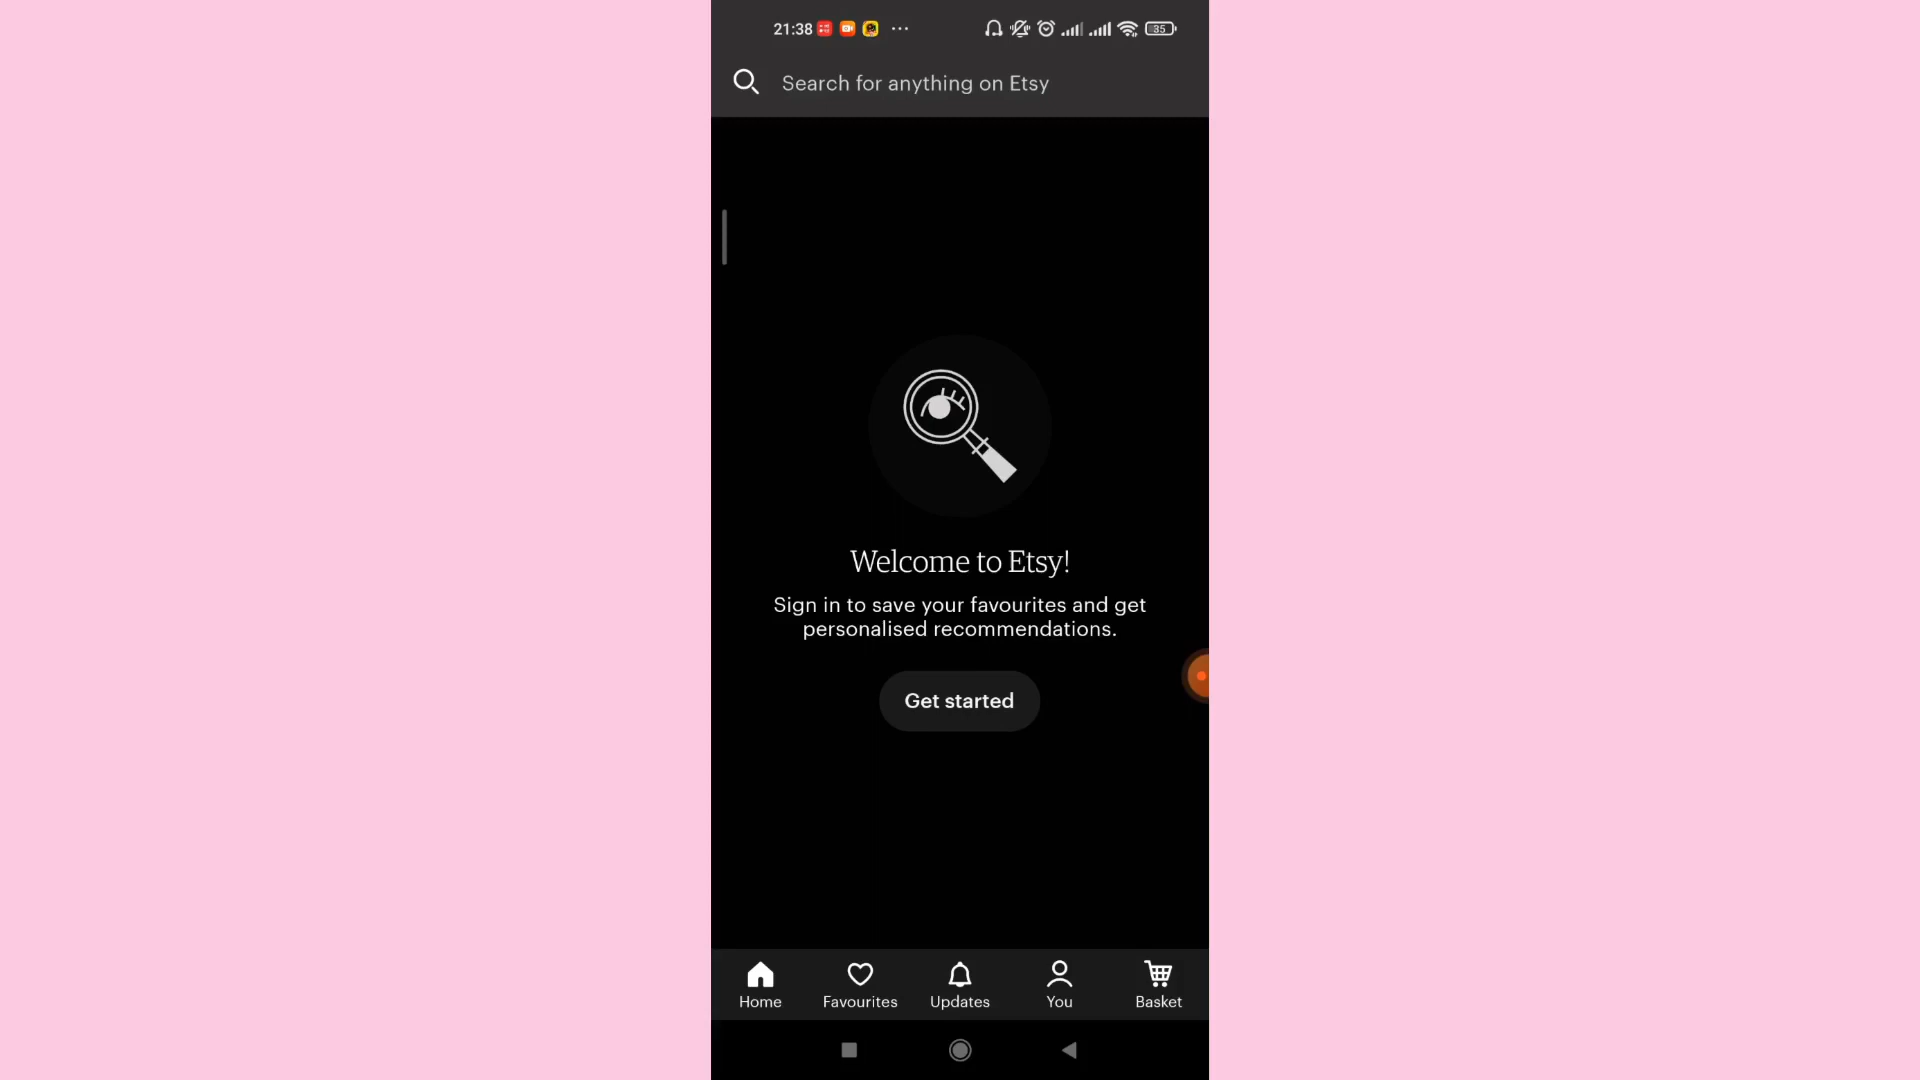 21:38
35
Search for anything on Etsy
Welcome to Etsy!
Sign in to save your favourites and get
personalised recommendations.
Get started
Home Favourites Updates You Basket